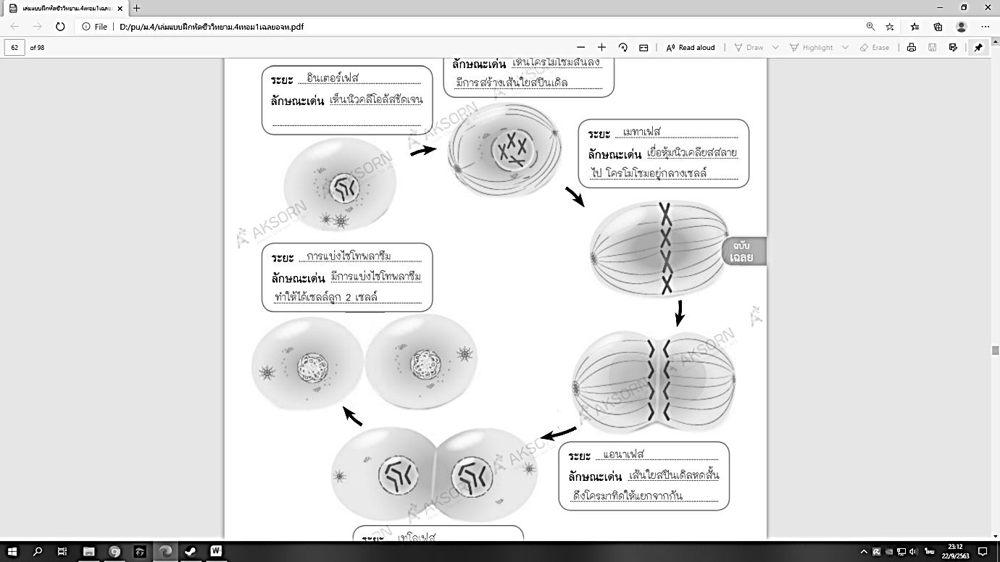 เล่มแบบฝึกหัดชีววิทยาม.4เทอม1เฉลย
File D:/pu/ม.4/เล่มแบบฝึกหัดชีววิทยาม.4เทอม1เฉลยอจท.pdf
62 of 98 Read aloud Draw Highlight Erase
ลักษณะเด่น เห็นโครโมโซมสั้นลง
มีการสร้างเส้นใยสปินเดิล
ระยะ อินเตอร์เฟส
ลักษณะเด่น เห็นนิวคลีโอลัสชัดเจน
ระยะ เมทาเฟส
ลักษณะเด่น เยื่อหุ้มนิวเคลียสสลาย
ไป โครโมโซมอยู่กลางเซลล์
AKSORN
AKSORN
AKSORN
ฉบับ
เฉลย
ระยะ การแบ่งไซโทพลาซึม
ลักษณะเด่น มีการแบ่งไซโทพลาซึม
ทำให้ได้เซลล์ลูก 2 เซลล์
AKSORN
AKSORN
AKSORN
AKSORN
ระยะ แอนาเฟส
ลักษณะเด่น เส้นใยสปินเดิลหดสั้น
ดึงโครมาทิดให้แยกจากกัน
ระยะ เทโลเฟส
ไทย
23:12
22/9/2563